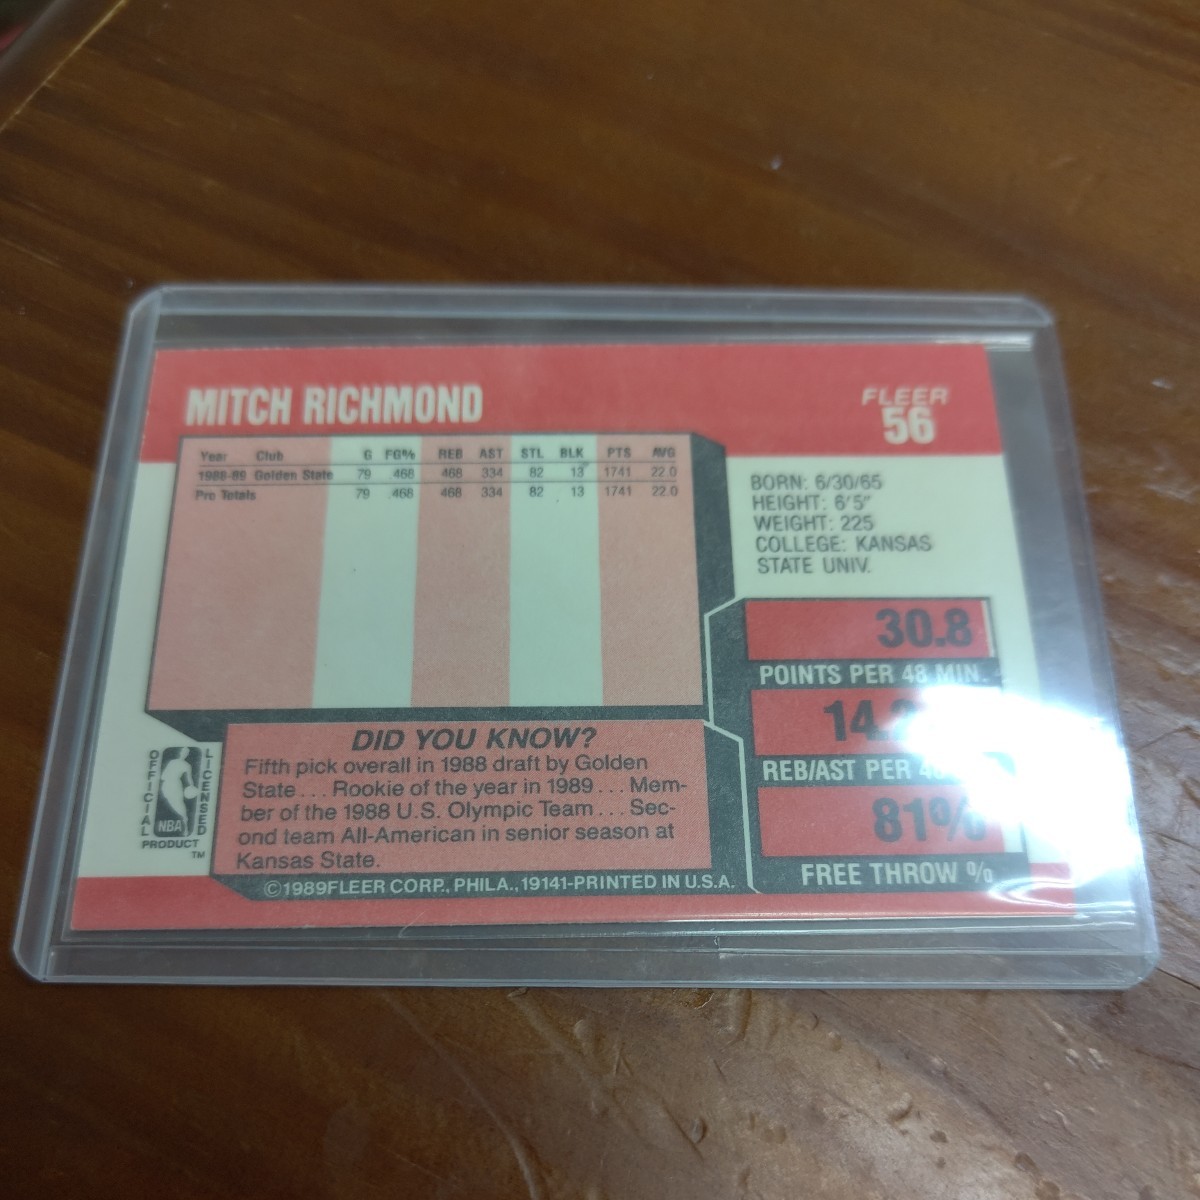 MITCH RICHMOND
FLEER
56
Year Club G FG% REB AST STL BLK PTS AVG
1988-89 Golden State 79 .468 468 334 82 13 1741 22.0
Pro Totals 79 .468 468 334 82 13 1741 22.0
BORN: 6/30/65
HEIGHT: 6'5"
WEIGHT: 225
COLLEGE: KANSAS
STATE UNIV.
30.8
POINTS PER 48 MIN.
REB/AST PER
81%
FREE THROW %
DID YOU KNOW?
Fifth pick overall in 1988 draft by Golden
State ... Rookie of the year in 1989 ... Mem-
ber of the 1988 U.S. Olympic Team ... Sec-
ond team All-American in senior season at
Kansas State.
OFFICIAL
LICENSED
NBA
PRODUCT
TM
©1989 FLEER CORP., PHILA., 19141-PRINTED IN U.S.A.